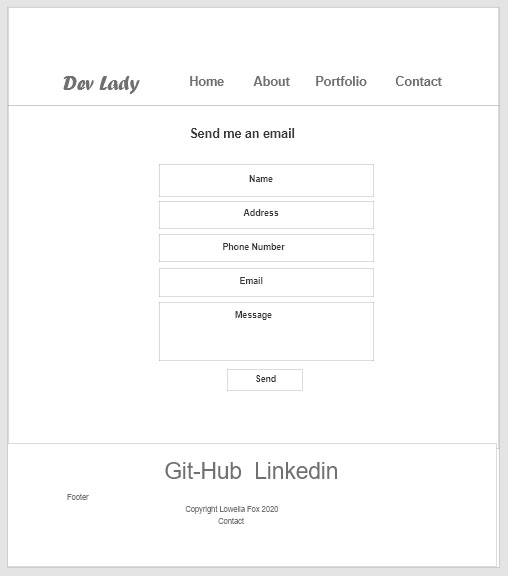 Dev Lady Home About Portfolio Contact
Send me an email
Name
Address
Phone Number
Email
Message
Send
Git-Hub Linkedin
Footer
Copyright Lowella Fox 2020
Contact